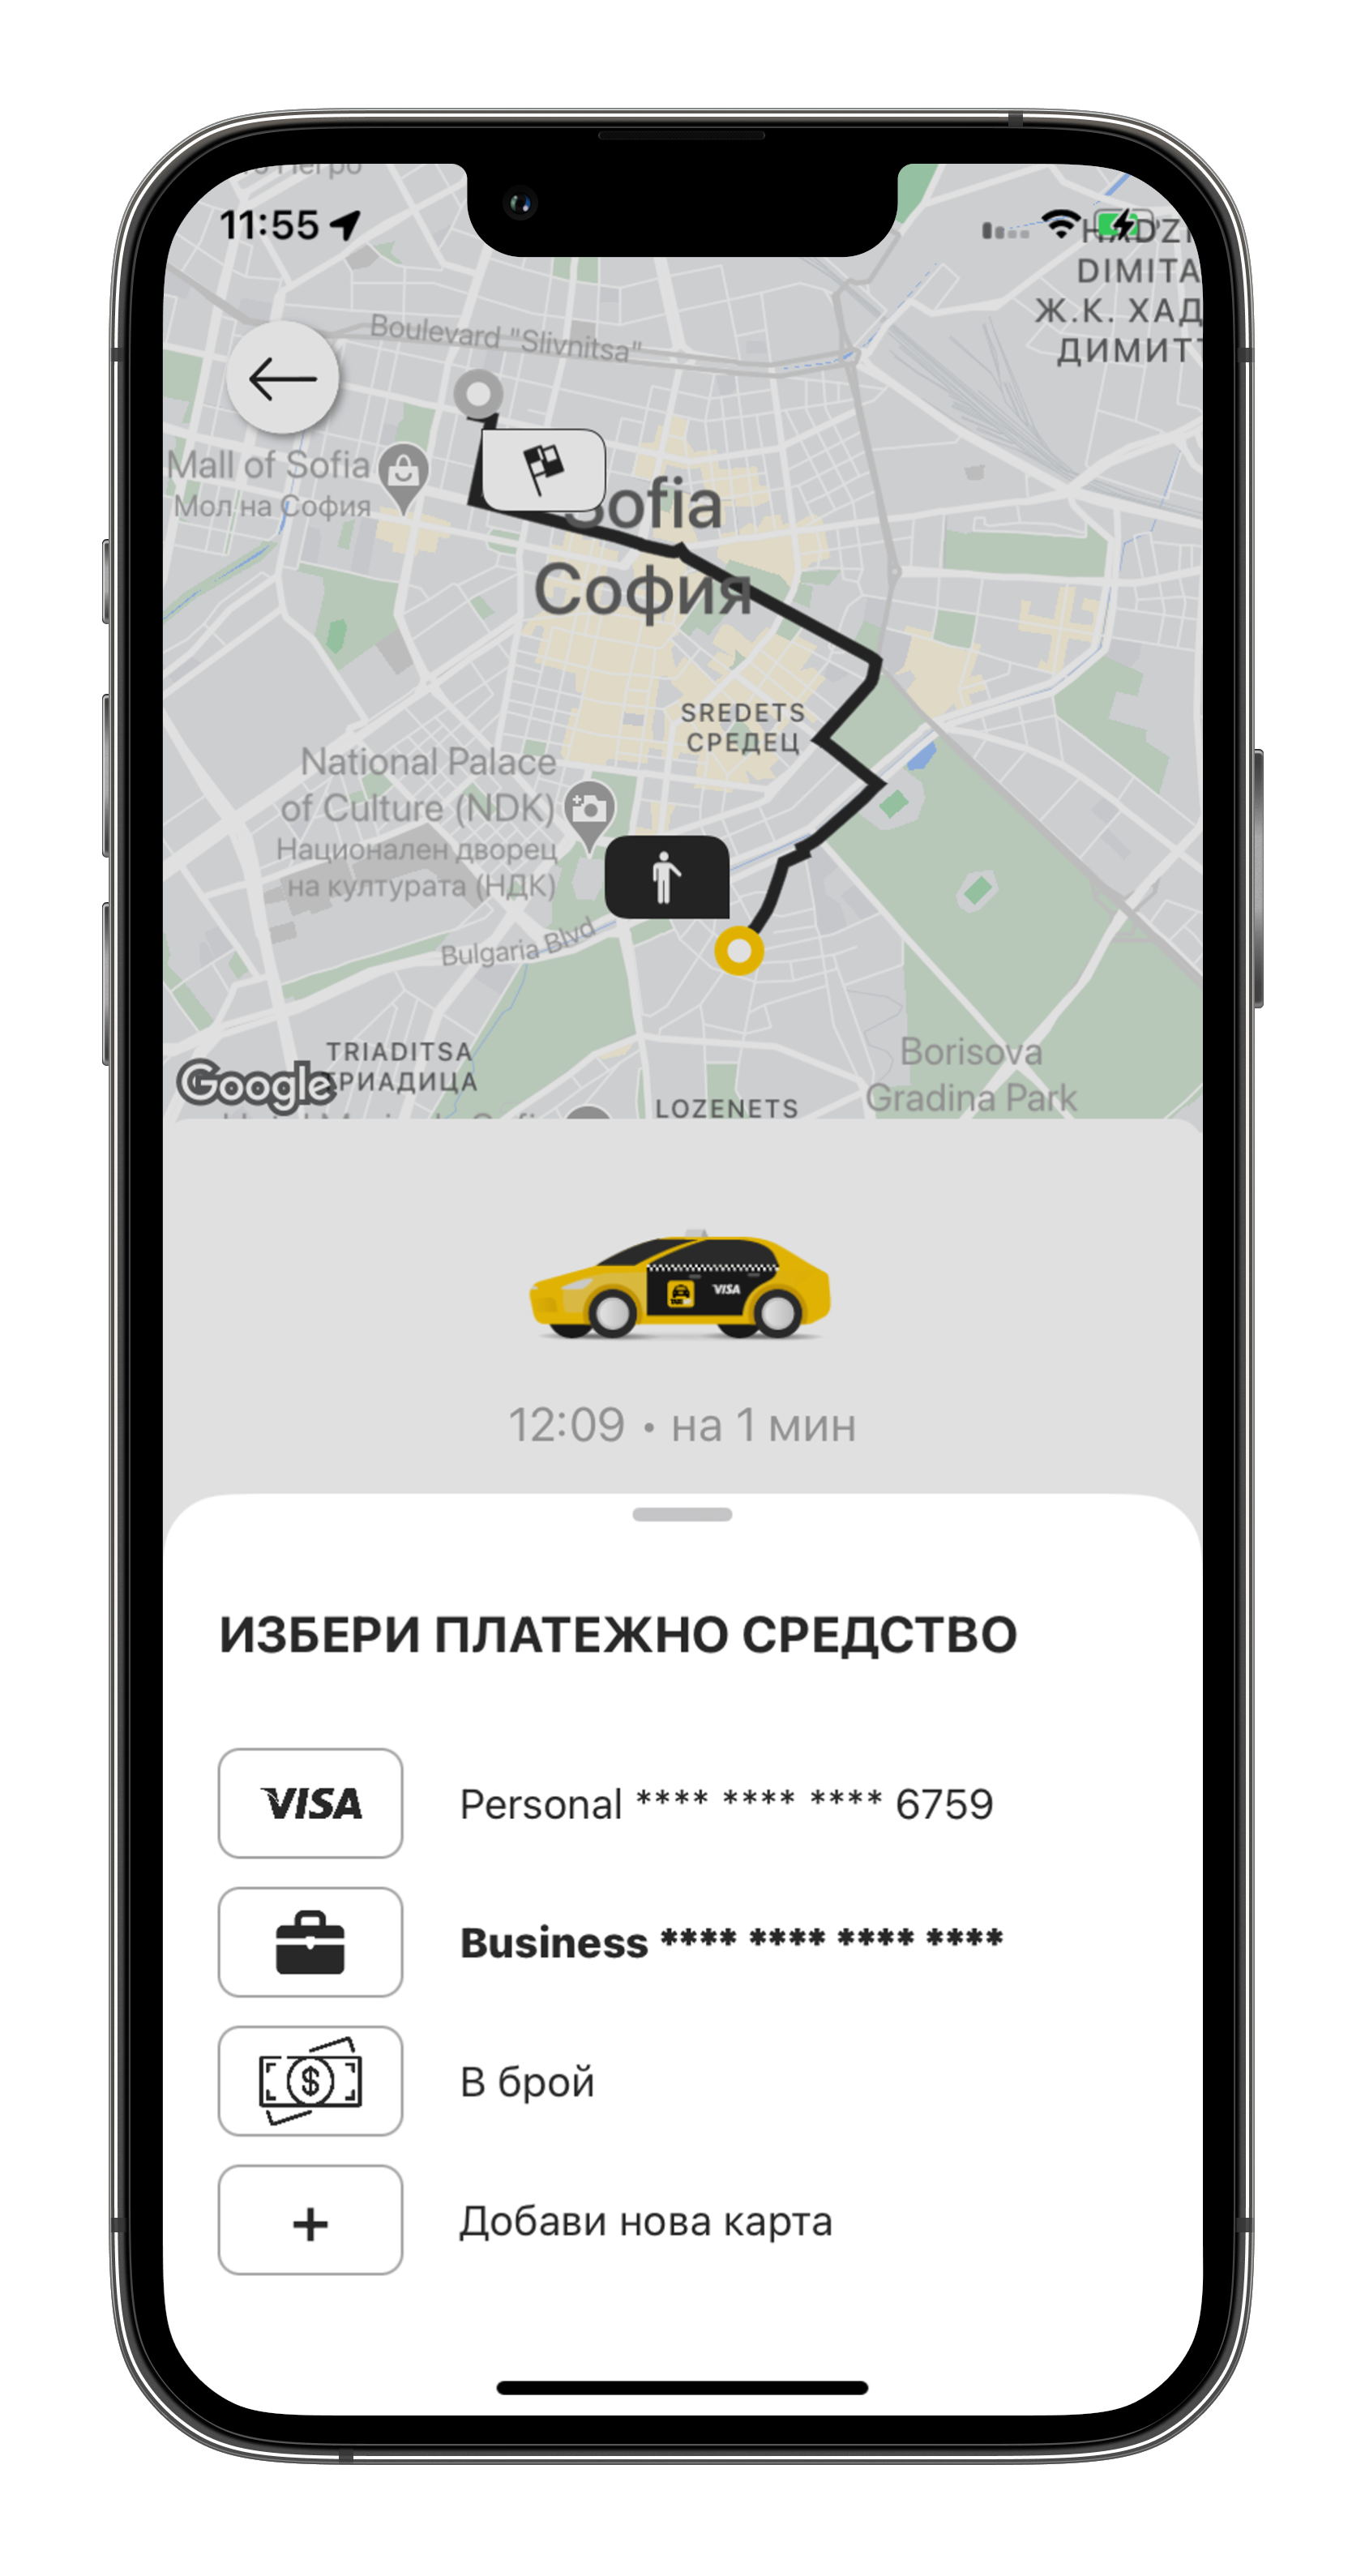 11:55
DIMITA
Ж.К. ХАД
ДИМИТ
Boulevard "Slivnitsa"
Mall of Sofia
Мол на София
Sofia
София
SREDETS
СРЕДЕЦ
National Palace
of Culture (NDK)
Национален дворец
на културата (НДК)
Bulgaria Blvd
TRIADITSA
ТРИАДИЦА
Google
Borisova
Gradina Park
LOZENETS
VISA
12:09 • на 1 мин
ИЗБЕРИ ПЛАТЕЖНО СРЕДСТВО
VISA Personal **** **** **** 6759
Business **** **** **** ****
В брой
+ Добави нова карта